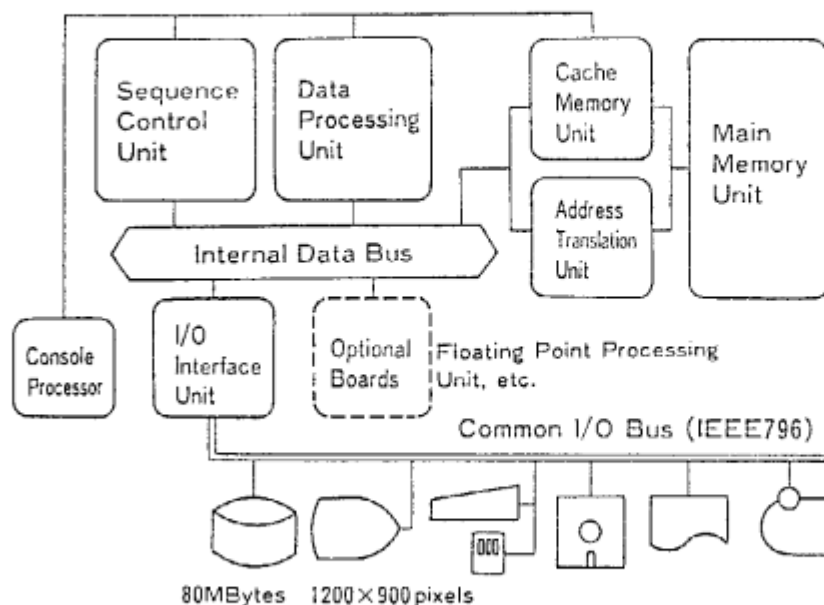 Sequence
Control
Unit
Data
Processing
Unit
Cache
Memory
Unit
Main
Memory
Unit
Address
Translation
Unit
Internal Data Bus
Console
Processor
I/O
Interface
Unit
Optional
Boards
Floating Point Processing
Unit, etc.
Common I/O Bus (IEEE796)
80MBytes
1200×900 pixels